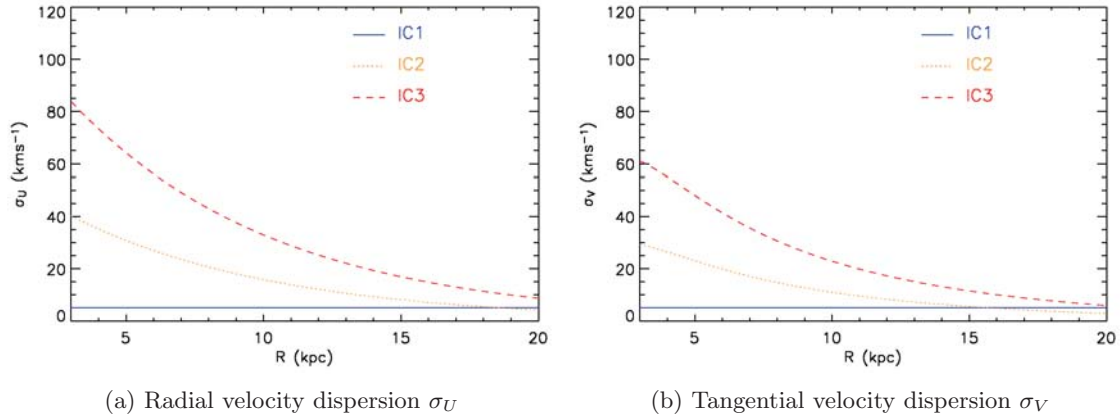 120
100
80
60
40
20
0
σU (kms−1)
IC1
IC2
IC3
5 10 15 20
R (kpc)
(a) Radial velocity dispersion σU
120
100
80
60
40
20
0
σV (kms−1)
IC1
IC2
IC3
5 10 15 20
R (kpc)
(b) Tangential velocity dispersion σV